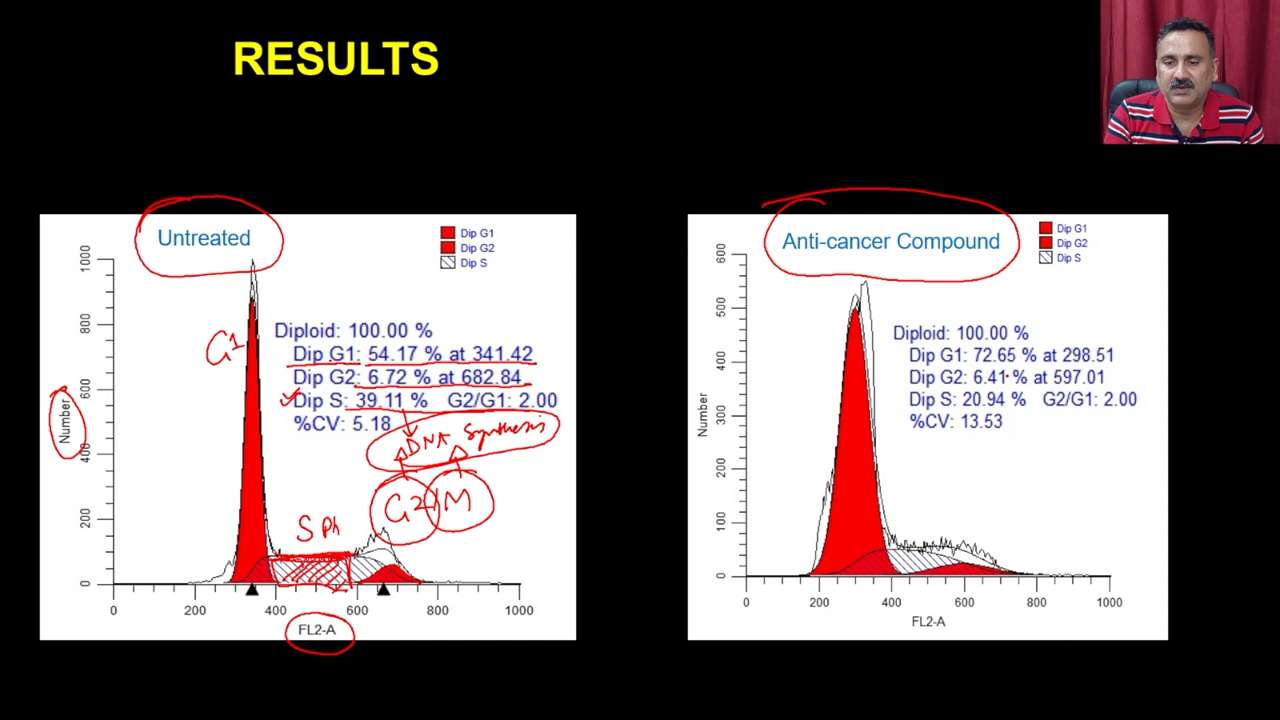 RESULTS
Untreated
Dip G1
Dip G2
Dip S
Diploid: 100.00 %
Dip G1: 54.17 % at 341.42
Dip G2: 6.72 % at 682.84
Dip S: 39.11 % G2/G1: 2.00
%CV: 5.18
G1
DNA Synthesis
G2/M
S Ph
Number
0 200 400 600 800 1000
0 200 400 600 800 1000
FL2-A
Anti-cancer Compound
Dip G1
Dip G2
Dip S
Diploid: 100.00 %
Dip G1: 72.65 % at 298.51
Dip G2: 6.41 % at 597.01
Dip S: 20.94 % G2/G1: 2.00
%CV: 13.53
Number
0 100 200 300 400 500 600
0 200 400 600 800 1000
FL2-A